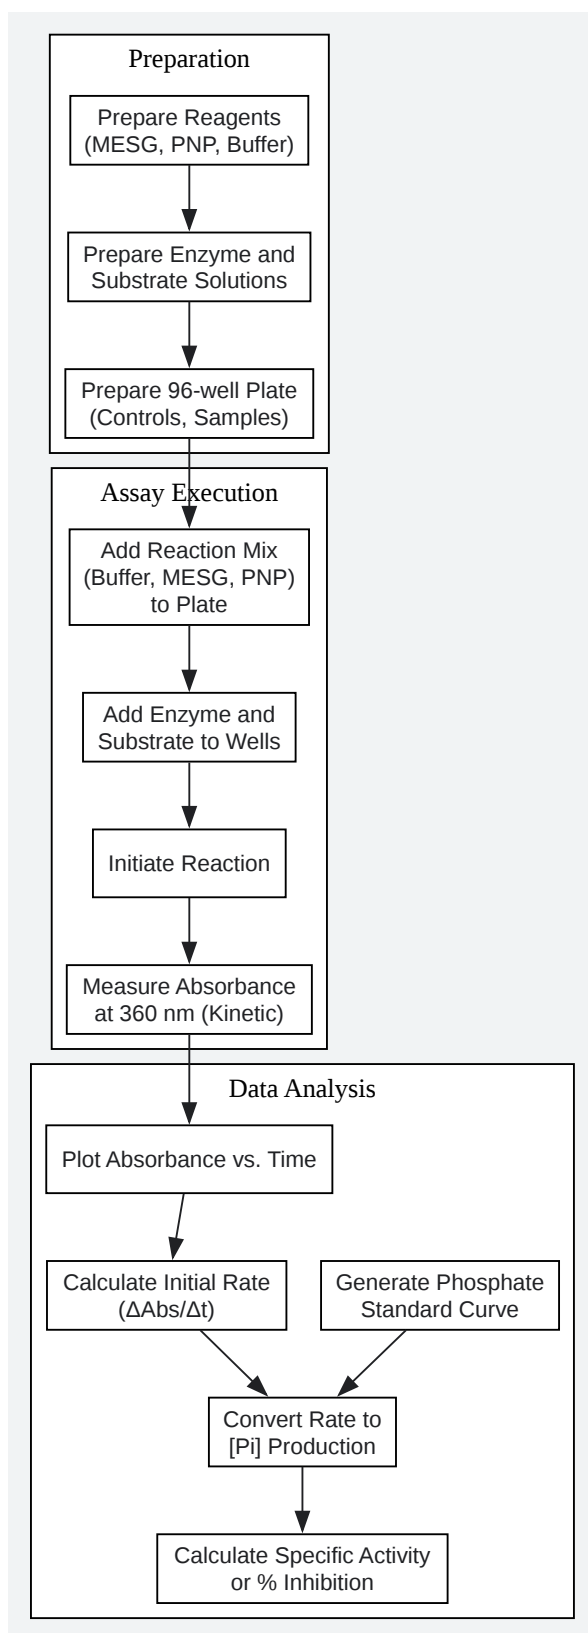 Preparation
Prepare Reagents
(MESG, PNP, Buffer)
Prepare Enzyme and
Substrate Solutions
Prepare 96-well Plate
(Controls, Samples)
Assay Execution
Add Reaction Mix
(Buffer, MESG, PNP)
to Plate
Add Enzyme and
Substrate to Wells
Initiate Reaction
Measure Absorbance
at 360 nm (Kinetic)
Data Analysis
Plot Absorbance vs. Time
Calculate Initial Rate
(ΔAbs/Δt)
Generate Phosphate
Standard Curve
Convert Rate to
[Pi] Production
Calculate Specific Activity
or % Inhibition